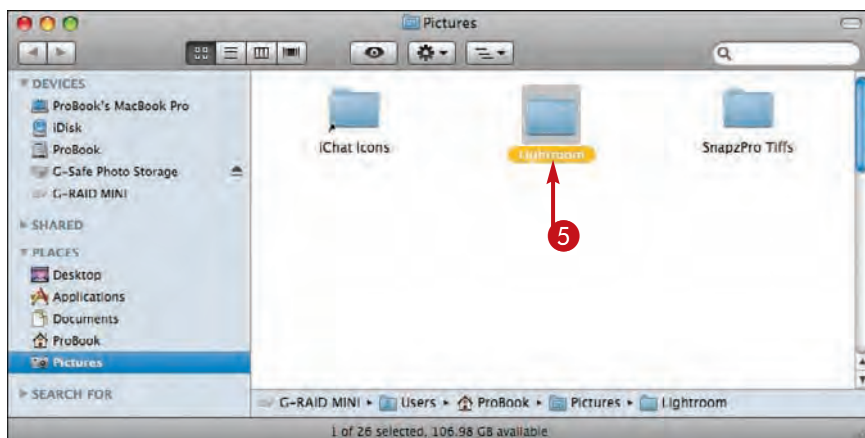 Pictures
DEVICES
ProBook's MacBook Pro
iDisk
ProBook
G-Safe Photo Storage
G-RAID MINI
SHARED
PLACES
Desktop
Applications
Documents
ProBook
Pictures
SEARCH FOR
iChat Icons
Lightroom
SnapzPro Tiffs
5
G-RAID MINI ▸ Users ▸ ProBook ▸ Pictures ▸ Lightroom
1 of 26 selected, 106.98 GB available